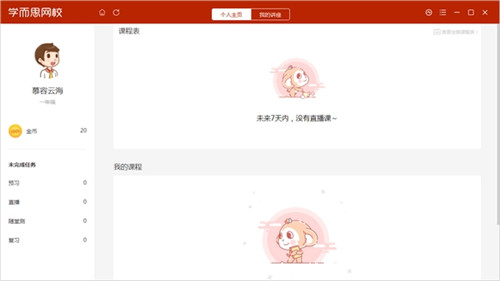 学而思网校
个人主页
我的讲座
课程表
慕容云海
一年级
金币 20
未来7天内，没有直播课~
未完成任务
预习 0
直播 0
随堂测 0
复习 0
我的课程